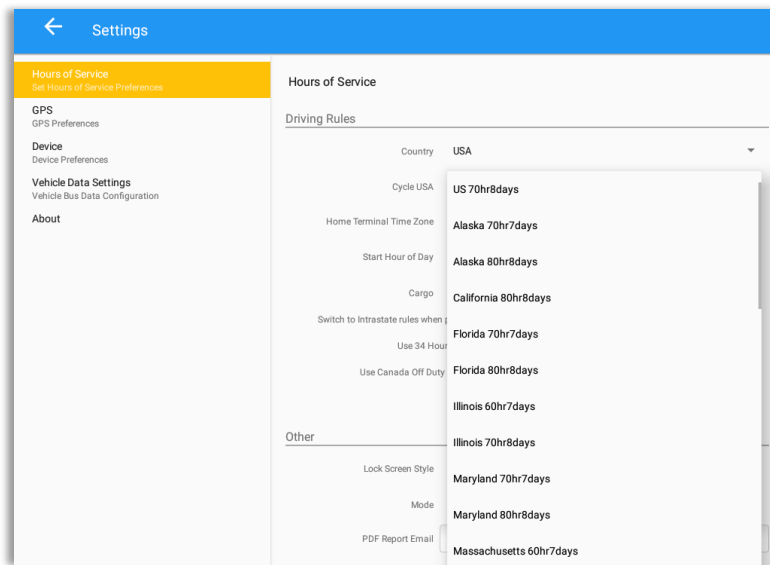 Settings
Hours of Service
Set Hours of Service Preferences
GPS
GPS Preferences
Device
Device Preferences
Vehicle Data Settings
Vehicle Bus Data Configuration
About
Hours of Service
Driving Rules
Country USA
Cycle USA
Home Terminal Time Zone
Start Hour of Day
Cargo
Switch to Intrastate rules when
Use 34 Hour
Use Canada Off Duty
US 70hr8days
Alaska 70hr7days
Alaska 80hr8days
California 80hr8days
Florida 70hr7days
Florida 80hr8days
Illinois 60hr7days
Illinois 70hr8days
Maryland 70hr7days
Maryland 80hr8days
Massachusetts 60hr7days
Other
Lock Screen Style
Mode
PDF Report Email